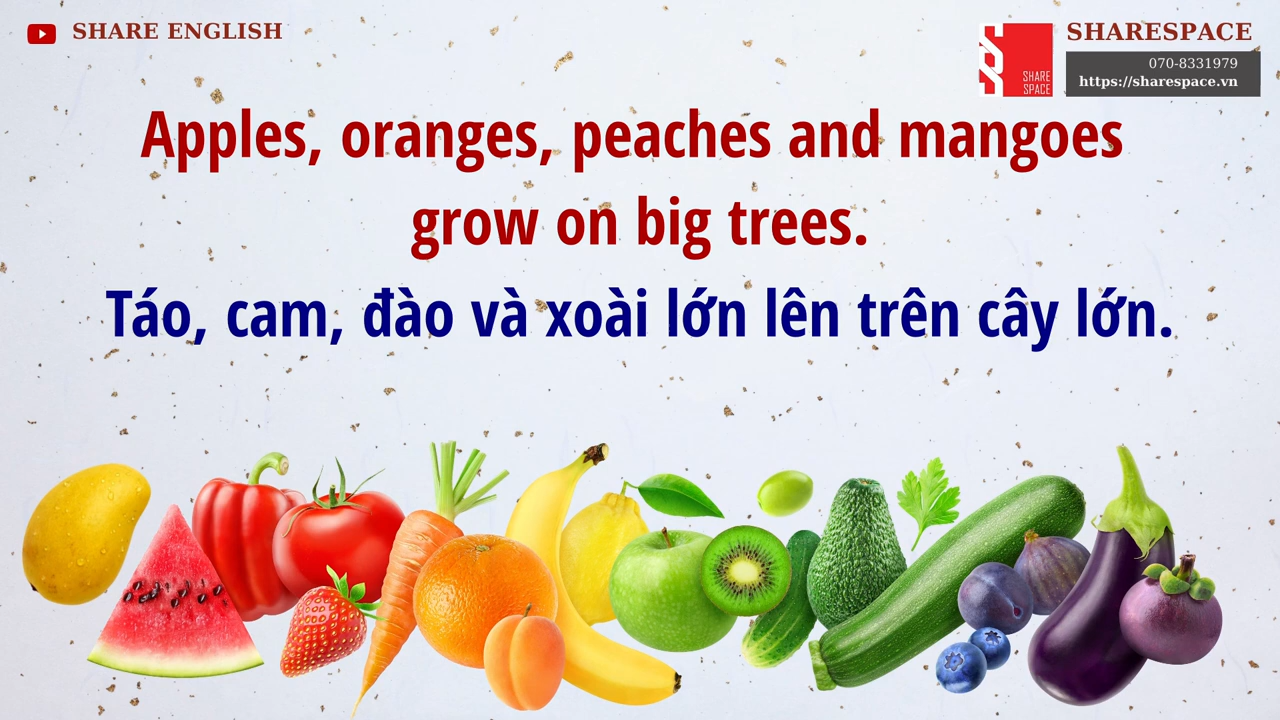 SHARE ENGLISH
SHARESPACE
SHARE
SPACE
070-8331979
https://sharespace.vn
Apples, oranges, peaches and mangoes
grow on big trees.
Táo, cam, đào và xoài lớn lên trên cây lớn.